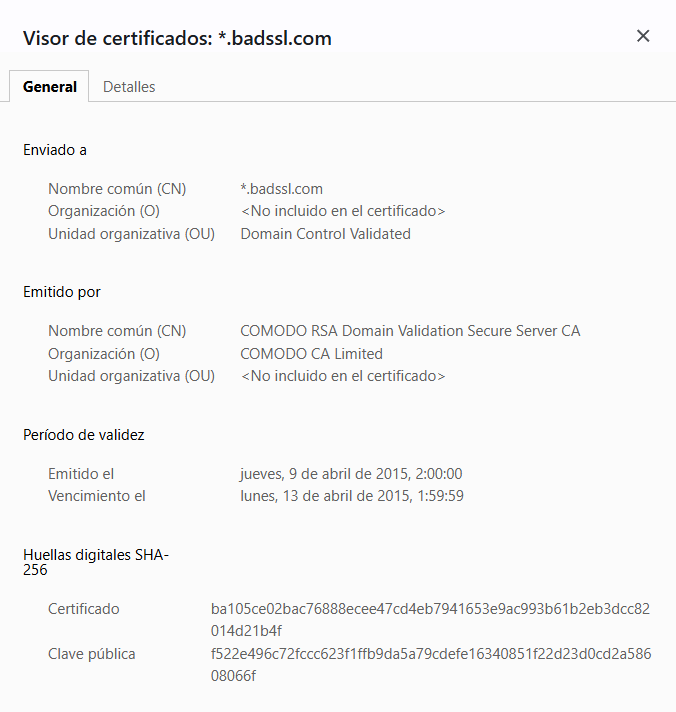 Visor de certificados: *.badssl.com
General Detalles
Enviado a
Nombre común (CN) *.badssl.com
Organización (O) <No incluido en el certificado>
Unidad organizativa (OU) Domain Control Validated
Emitido por
Nombre común (CN) COMODO RSA Domain Validation Secure Server CA
Organización (O) COMODO CA Limited
Unidad organizativa (OU) <No incluido en el certificado>
Período de validez
Emitido el jueves, 9 de abril de 2015, 2:00:00
Vencimiento el lunes, 13 de abril de 2015, 1:59:59
Huellas digitales SHA-
256
Certificado ba105ce02bac76888ecee47cd4eb7941653e9ac993b61b2eb3dcc82
014d21b4f
Clave pública f522e496c72fccc623f1ffb9da5a79cdefe16340851f22d23d0cd2a586
08066f